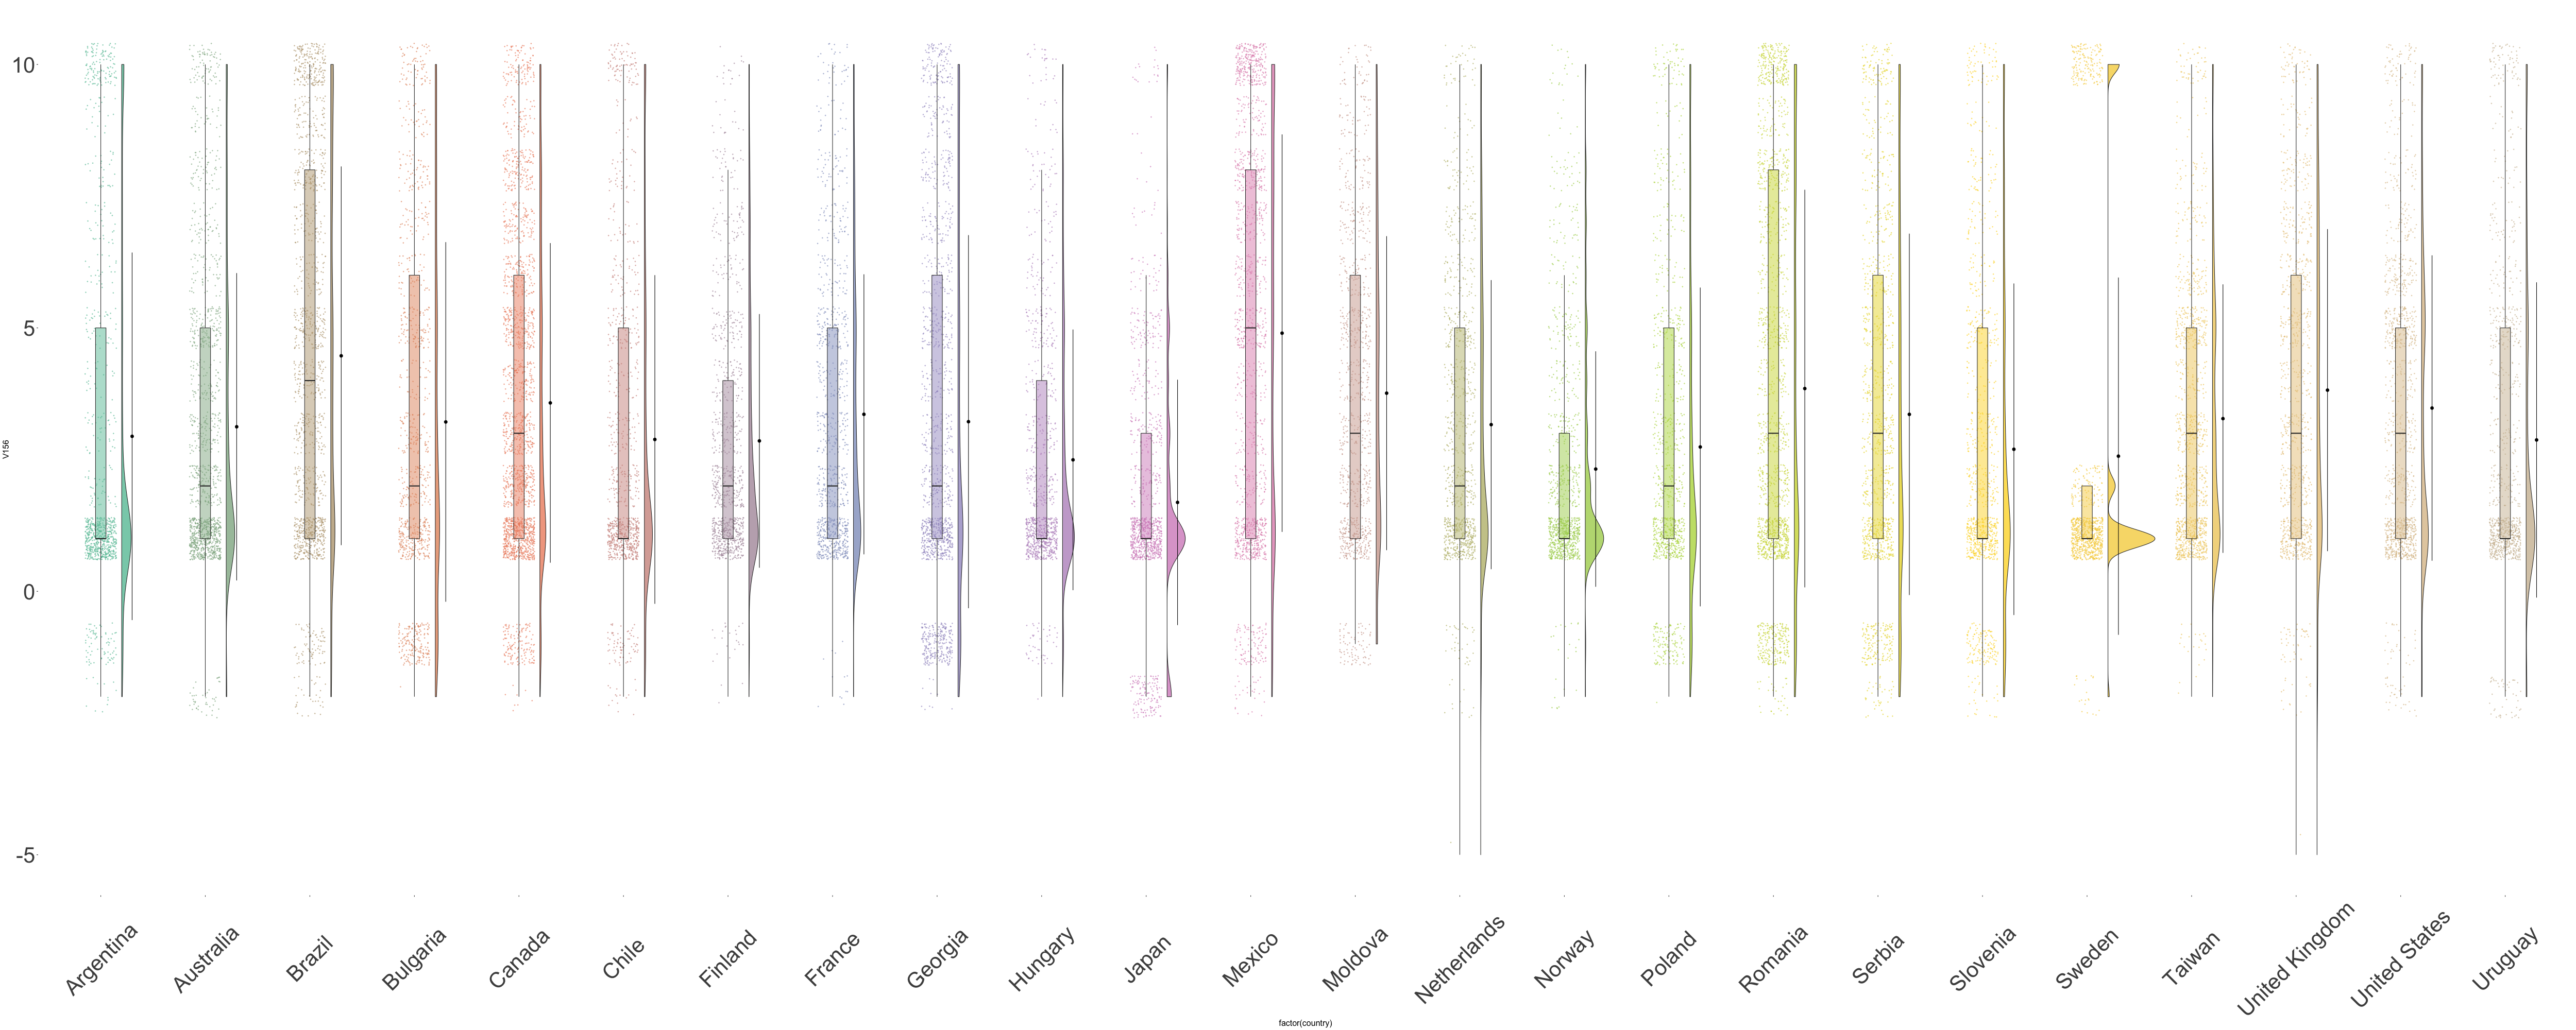 10
5
0
-5
V156
Argentina
Australia
Brazil
Bulgaria
Canada
Chile
Finland
France
Georgia
Hungary
Japan
Mexico
Moldova
Netherlands
Norway
Poland
Romania
Serbia
Slovenia
Sweden
Taiwan
United Kingdom
United States
Uruguay
factor(country)